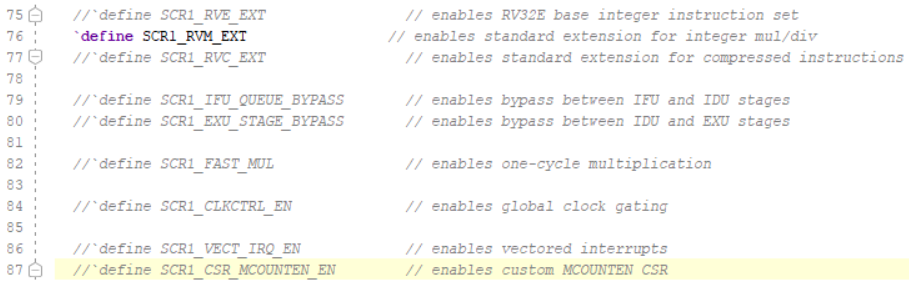 75 //`define SCR1_RVE_EXT // enables RV32E base integer instruction set
76 `define SCR1_RVM_EXT // enables standard extension for integer mul/div
77 //`define SCR1_RVC_EXT // enables standard extension for compressed instructions
78
79 //`define SCR1_IFU_QUEUE_BYPASS // enables bypass between IFU and IDU stages
80 //`define SCR1_EXU_STAGE_BYPASS // enables bypass between IDU and EXU stages
81
82 //`define SCR1_FAST_MUL // enables one-cycle multiplication
83
84 //`define SCR1_CLKCTRL_EN // enables global clock gating
85
86 //`define SCR1_VECT_IRQ_EN // enables vectored interrupts
87 //`define SCR1_CSR_MCOUNTEN_EN // enables custom MCOUNTEN CSR